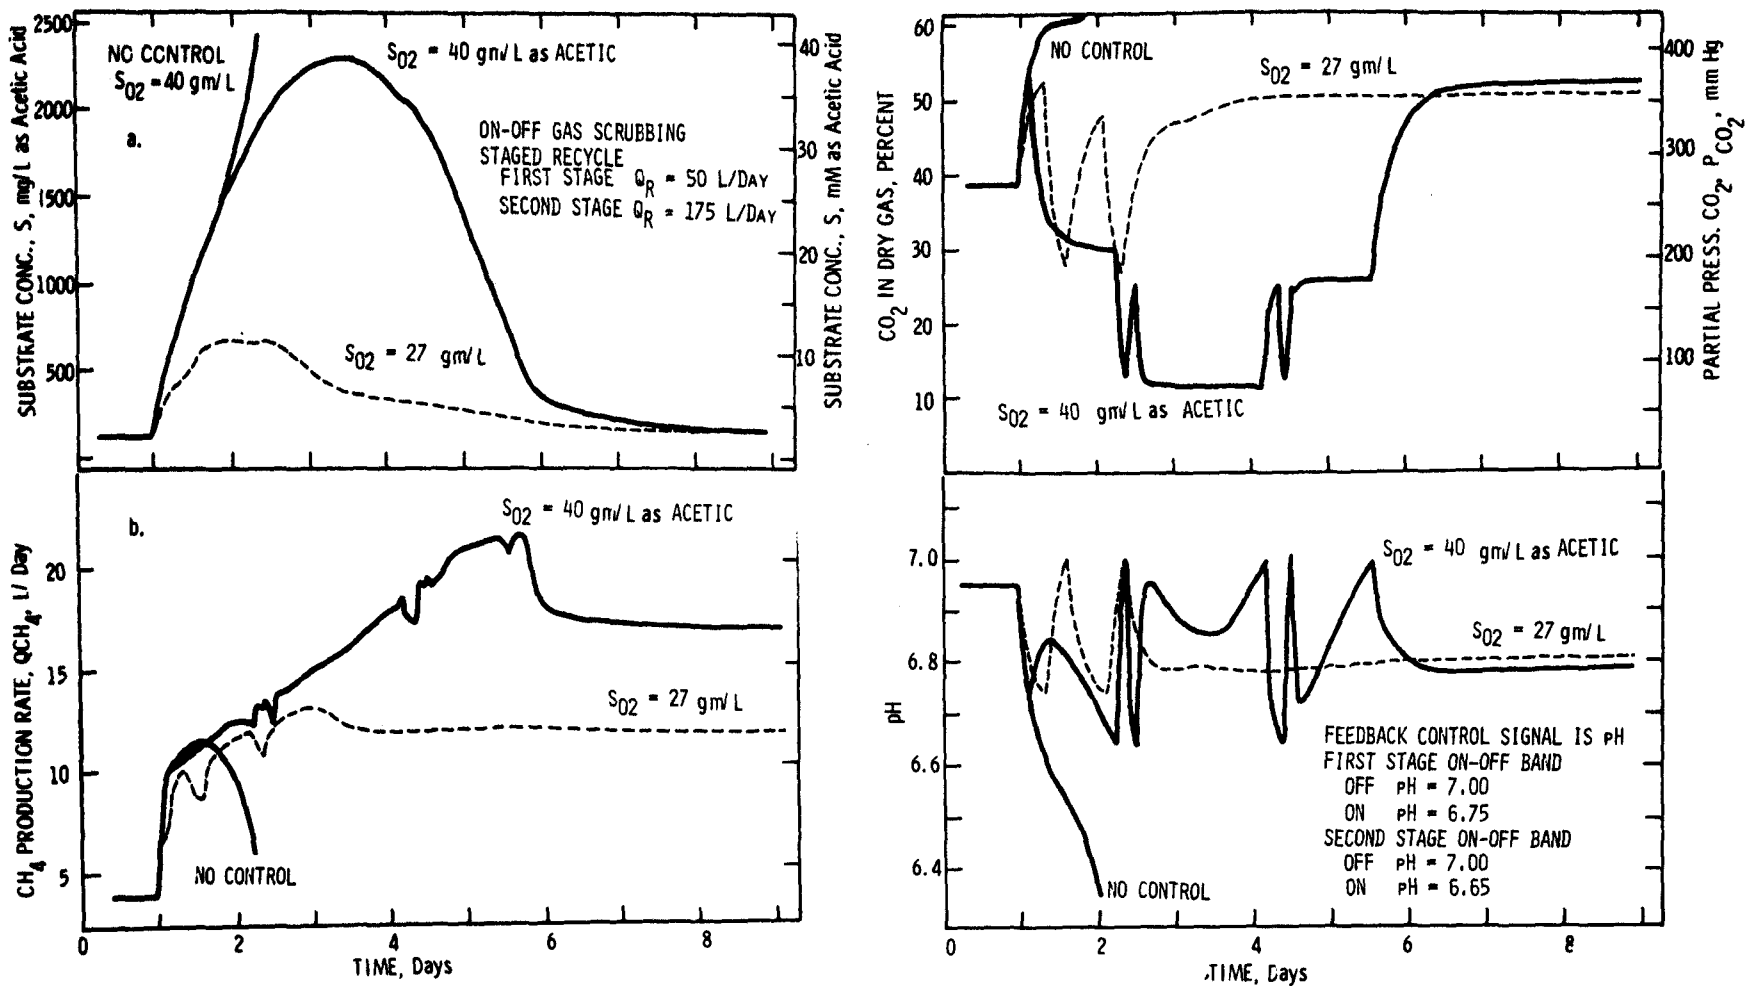 2500
2000
1500
1000
500
SUBSTRATE CONC., S, mg/L as Acetic Acid
NO CONTROL
S02 = 40 gm/L
a.
S02 = 40 gm/L as ACETIC
ON-OFF GAS SCRUBBING
STAGED RECYCLE
FIRST STAGE QR = 50 L/DAY
SECOND STAGE QR = 175 L/DAY
S02 = 27 gm/L
40
30
20
10
SUBSTRATE CONC., S, mM as Acetic Acid
60
50
40
30
20
10
CO2 IN DRY GAS, PERCENT
NO CONTROL
S02 = 27 gm/L
S02 = 40 gm/L as ACETIC
400
300
200
100
PARTIAL PRESS. CO2, PCO2, mm Hg
b.
20
15
10
5
CH4 PRODUCTION RATE, QCH4, L/Day
S02 = 40 gm/L as ACETIC
S02 = 27 gm/L
NO CONTROL
0
2
4
6
8
TIME, Days
7.0
6.8
6.6
6.4
pH
S02 = 40 gm/L as ACETIC
S02 = 27 gm/L
FEEDBACK CONTROL SIGNAL IS pH
FIRST STAGE ON-OFF BAND
OFF pH = 7.00
ON pH = 6.75
SECOND STAGE ON-OFF BAND
OFF pH = 7.00
ON pH = 6.65
NO CONTROL
0
2
4
6
8
TIME, Days